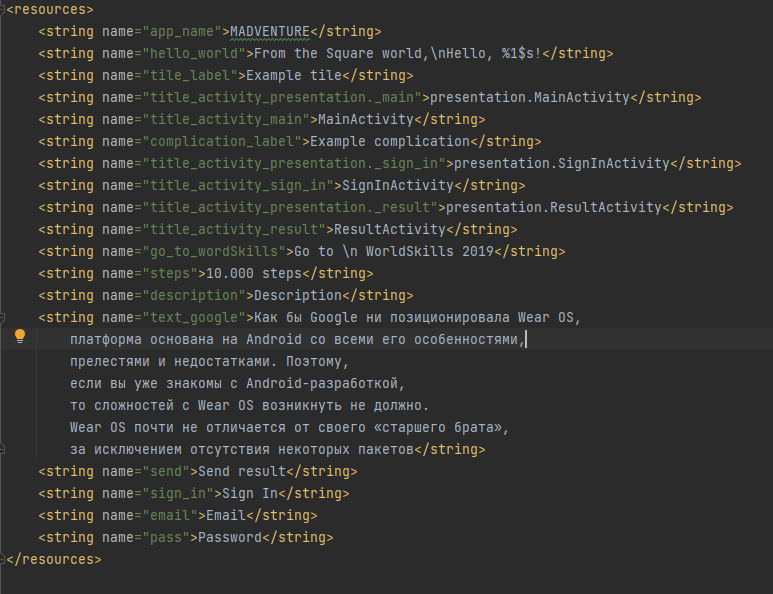 <resources>
    <string name="app_name">MADVENTURE</string>
    <string name="hello_world">From the Square world,\nHello, %1$s!</string>
    <string name="tile_label">Example tile</string>
    <string name="title_activity_presentation._main">presentation.MainActivity</string>
    <string name="title_activity_main">MainActivity</string>
    <string name="complication_label">Example complication</string>
    <string name="title_activity_presentation._sign_in">presentation.SignInActivity</string>
    <string name="title_activity_sign_in">SignInActivity</string>
    <string name="title_activity_presentation._result">presentation.ResultActivity</string>
    <string name="title_activity_result">ResultActivity</string>
    <string name="go_to_wordSkills">Go to \n WorldSkills 2019</string>
    <string name="steps">10.000 steps</string>
    <string name="description">Description</string>
    <string name="text_google">Как бы Google ни позиционировала Wear OS,
        платформа основана на Android со всеми его особенностями,
        прелестями и недостатками. Поэтому,
        если вы уже знакомы с Android-разработкой,
        то сложностей с Wear OS возникнуть не должно.
        Wear OS почти не отличается от своего «старшего брата»,
        за исключением отсутствия некоторых пакетов</string>
    <string name="send">Send result</string>
    <string name="sign_in">Sign In</string>
    <string name="email">Email</string>
    <string name="pass">Password</string>
</resources>